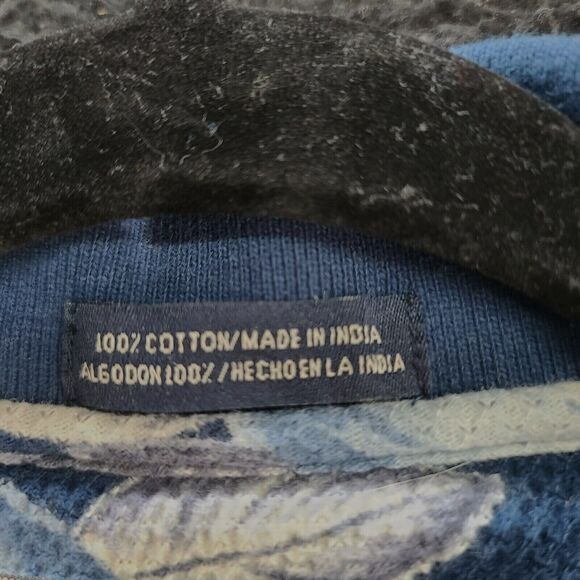 100% COTTON/MADE IN INDIA
ALGODON 100%/HECHO EN LA INDIA